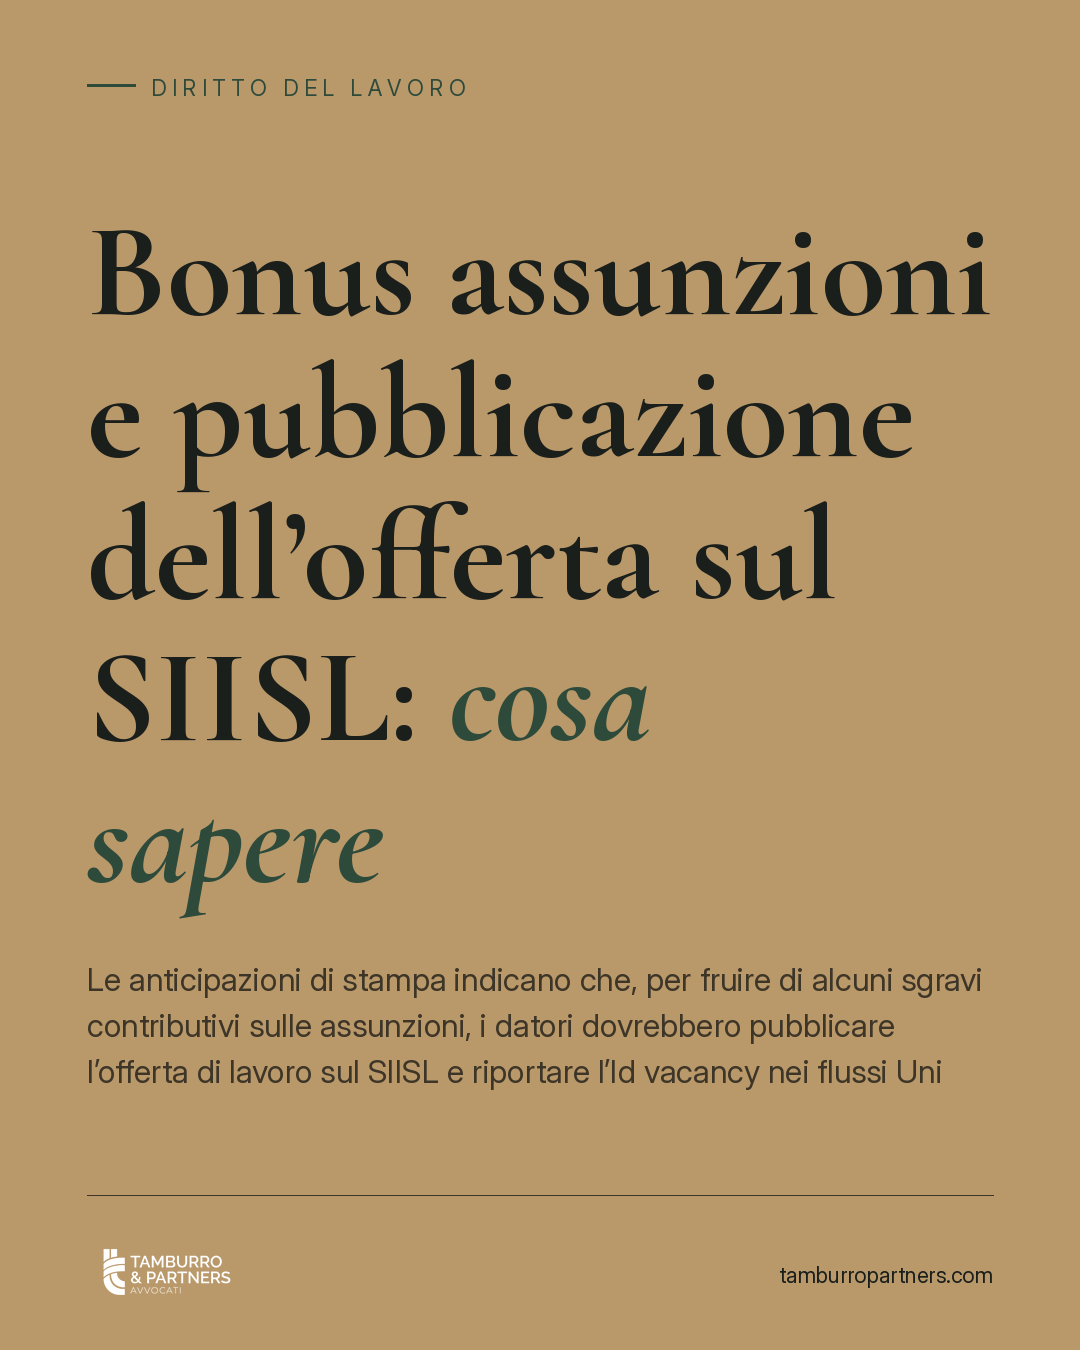 DIRITTO DEL LAVORO
Bonus assunzioni
e pubblicazione
dell’offerta sul
SIISL: cosa
sapere
Le anticipazioni di stampa indicano che, per fruire di alcuni sgravi
contributivi sulle assunzioni, i datori dovrebbero pubblicare
l’offerta di lavoro sul SIISL e riportare l’Id vacancy nei flussi Uni
TAMBURRO
& PARTNERS
AVVOCATI
tamburropartners.com